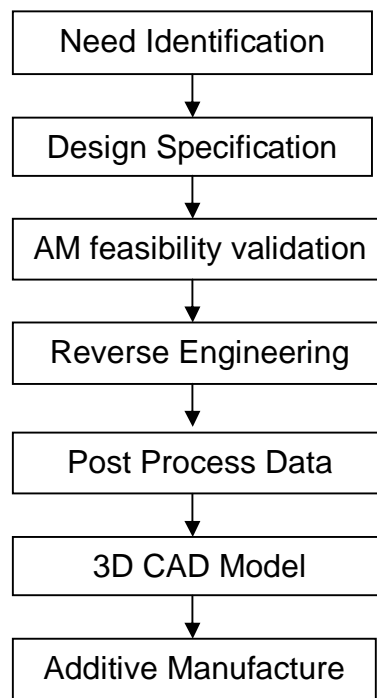 Need Identification
Design Specification
AM feasibility validation
Reverse Engineering
Post Process Data
3D CAD Model
Additive Manufacture